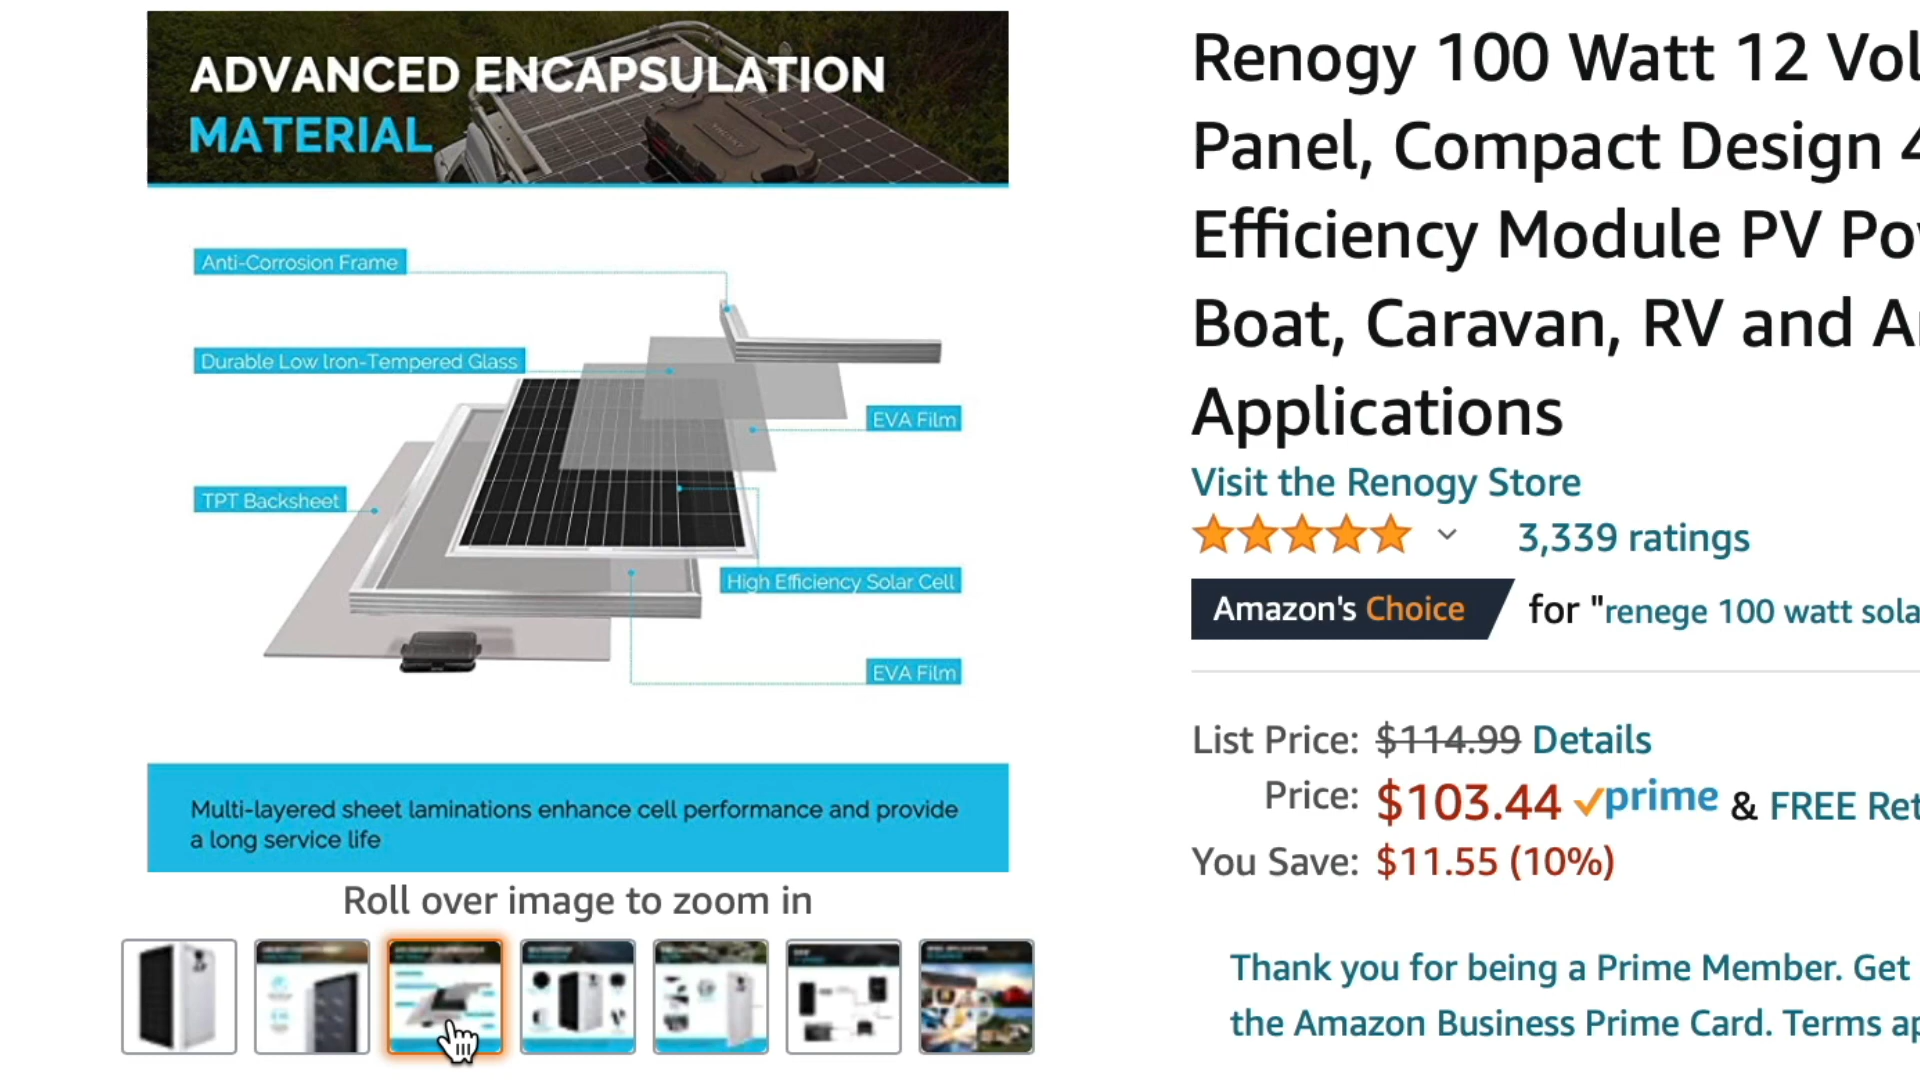 ADVANCED ENCAPSULATION
MATERIAL
Anti-Corrosion Frame
Durable Low Iron-Tempered Glass
EVA Film
TPT Backsheet
High Efficiency Solar Cell
EVA Film
Multi-layered sheet laminations enhance cell performance and provide
a long service life
Roll over image to zoom in
Renogy 100 Watt 12 Vol
Panel, Compact Design 4
Efficiency Module PV Po
Boat, Caravan, RV and A
Applications
Visit the Renogy Store
3,339 ratings
Amazon's Choice for "renege 100 watt sola
List Price: $114.99 Details
Price: $103.44 prime & FREE Ret
You Save: $11.55 (10%)
Thank you for being a Prime Member. Get
the Amazon Business Prime Card. Terms ap